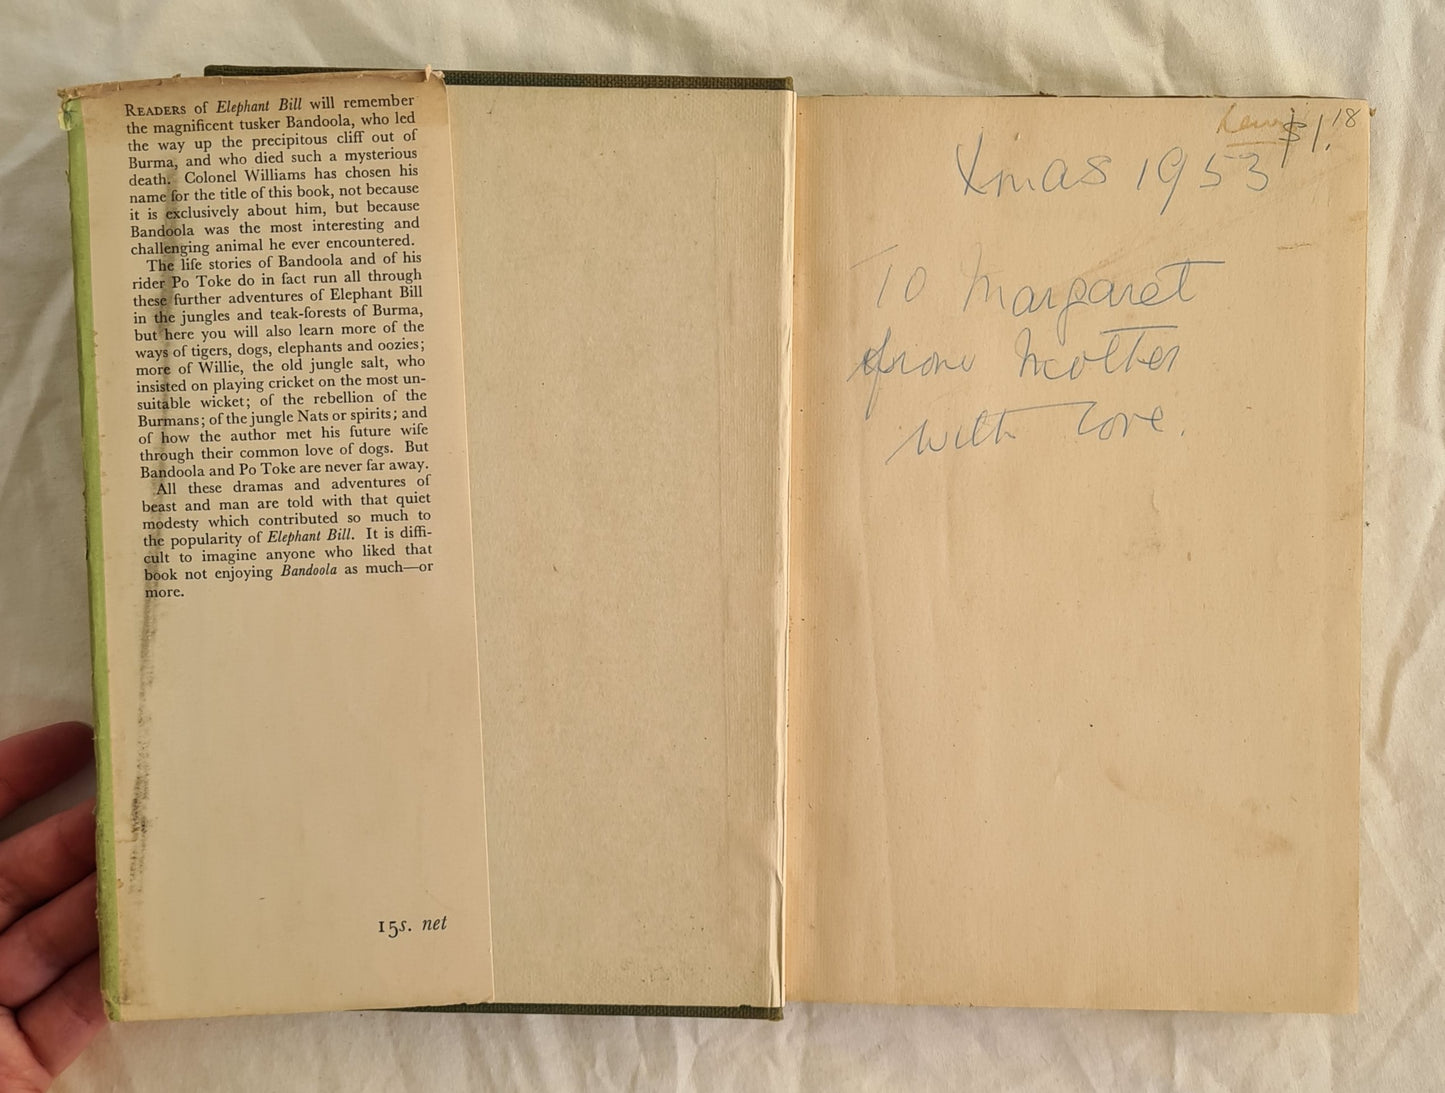 READERS of Elephant Bill will remember
the magnificent tusker Bandoola, who led
the way up the precipitous cliff out of
Burma, and who died such a mysterious
death. Colonel Williams has chosen his
name for the title of this book, not because
it is exclusively about him, but because
Bandoola was the most interesting and
challenging animal he ever encountered.
The life stories of Bandoola and of his
rider Po Toke do in fact run all through
these further adventures of Elephant Bill
in the jungles and teak-forests of Burma,
but here you will also learn more of the
ways of tigers, dogs, elephants and oozies;
more of Willie, the old jungle salt, who
insisted on playing cricket on the most un-
suitable wicket; of the rebellion of the
Burmans; of the jungle Nats or spirits; and
of how the author met his future wife
through their common love of dogs. But
Bandoola and Po Toke are never far away.
All these dramas and adventures of
beast and man are told with that quiet
modesty which contributed so much to
the popularity of Elephant Bill. It is diffi-
cult to imagine anyone who liked that
book not enjoying Bandoola as much—or
more.
15s. net
$1.18
Xmas 1953
To Margaret
from Mother
with love.